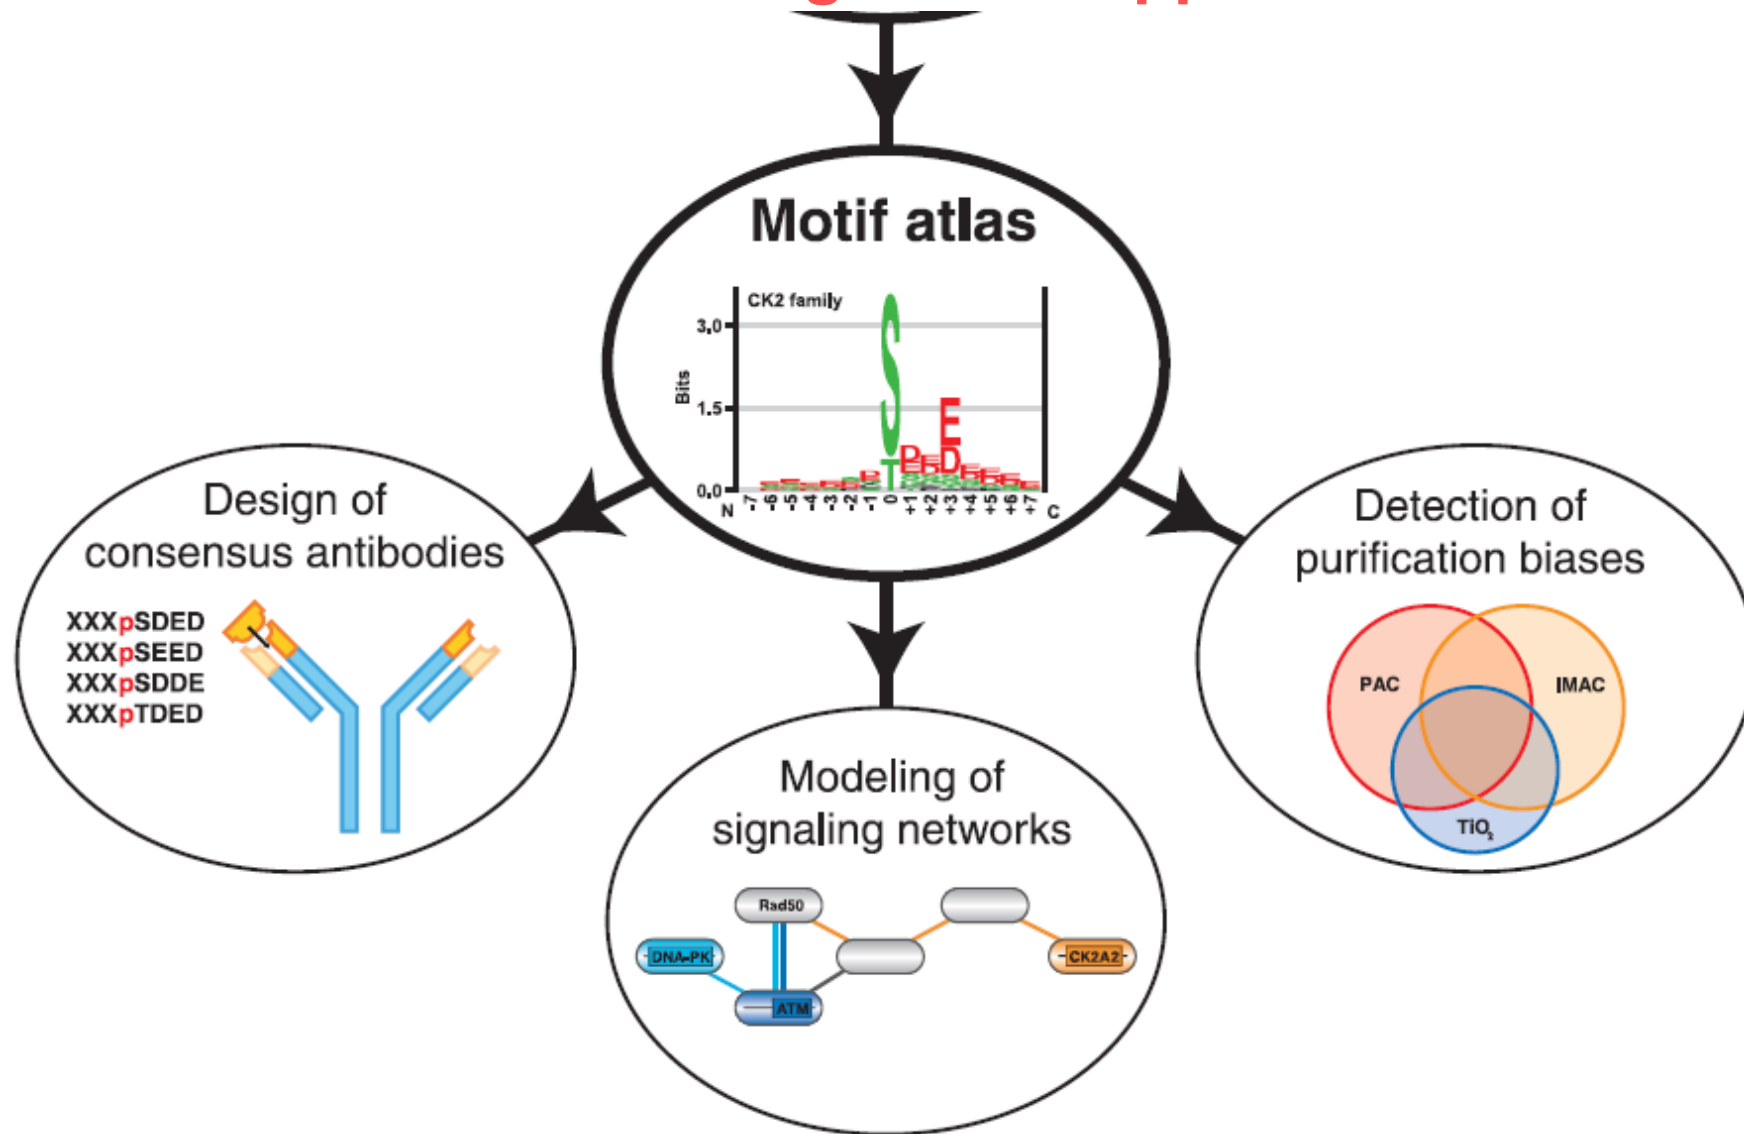 Motif atlas
CK2 family
3.0
Bits
1.5
0.0
N -7 -6 -5 -4 -3 -2 -1 0 +1 +2 +3 +4 +5 +6 +7 C
S
T
E
D
Design of
consensus antibodies
XXXpSDED
XXXpSEED
XXXpSDDE
XXXpTDED
Detection of
purification biases
PAC
IMAC
TiO2
Modeling of
signaling networks
Rad50
DNA-PK
CK2A2
ATM